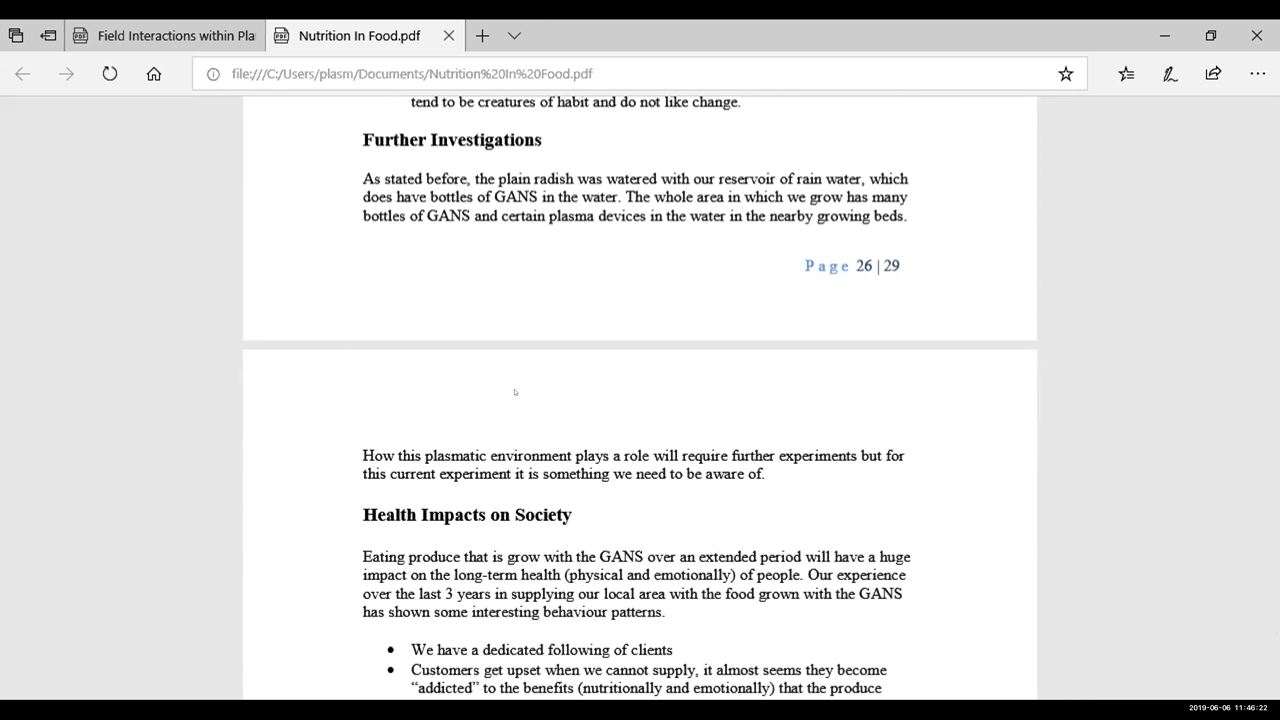 Field Interactions within Pla
Nutrition In Food.pdf
file:///C:/Users/plasm/Documents/Nutrition%20In%20Food.pdf
tend to be creatures of habit and do not like change.
Further Investigations
As stated before, the plain radish was watered with our reservoir of rain water, which
does have bottles of GANS in the water. The whole area in which we grow has many
bottles of GANS and certain plasma devices in the water in the nearby growing beds.
Page 26 | 29
How this plasmatic environment plays a role will require further experiments but for
this current experiment it is something we need to be aware of.
Health Impacts on Society
Eating produce that is grow with the GANS over an extended period will have a huge
impact on the long-term health (physical and emotionally) of people. Our experience
over the last 3 years in supplying our local area with the food grown with the GANS
has shown some interesting behaviour patterns.
• We have a dedicated following of clients
• Customers get upset when we cannot supply, it almost seems they become
“addicted” to the benefits (nutritionally and emotionally) that the produce
2019-06-06 11:46:22